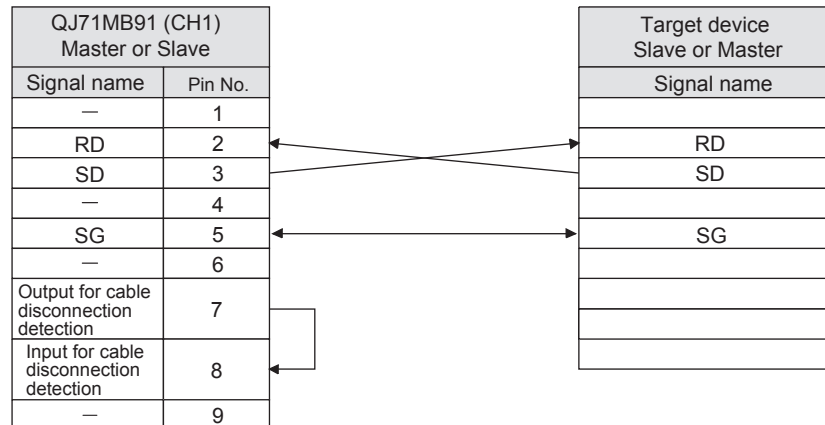 QJ71MB91 (CH1)
Master or Slave
Signal name Pin No.
— 1
RD 2
SD 3
— 4
SG 5
— 6
Output for cable
disconnection
detection
7
Input for cable
disconnection
detection
8
— 9
Target device
Slave or Master
Signal name
RD
SD
SG